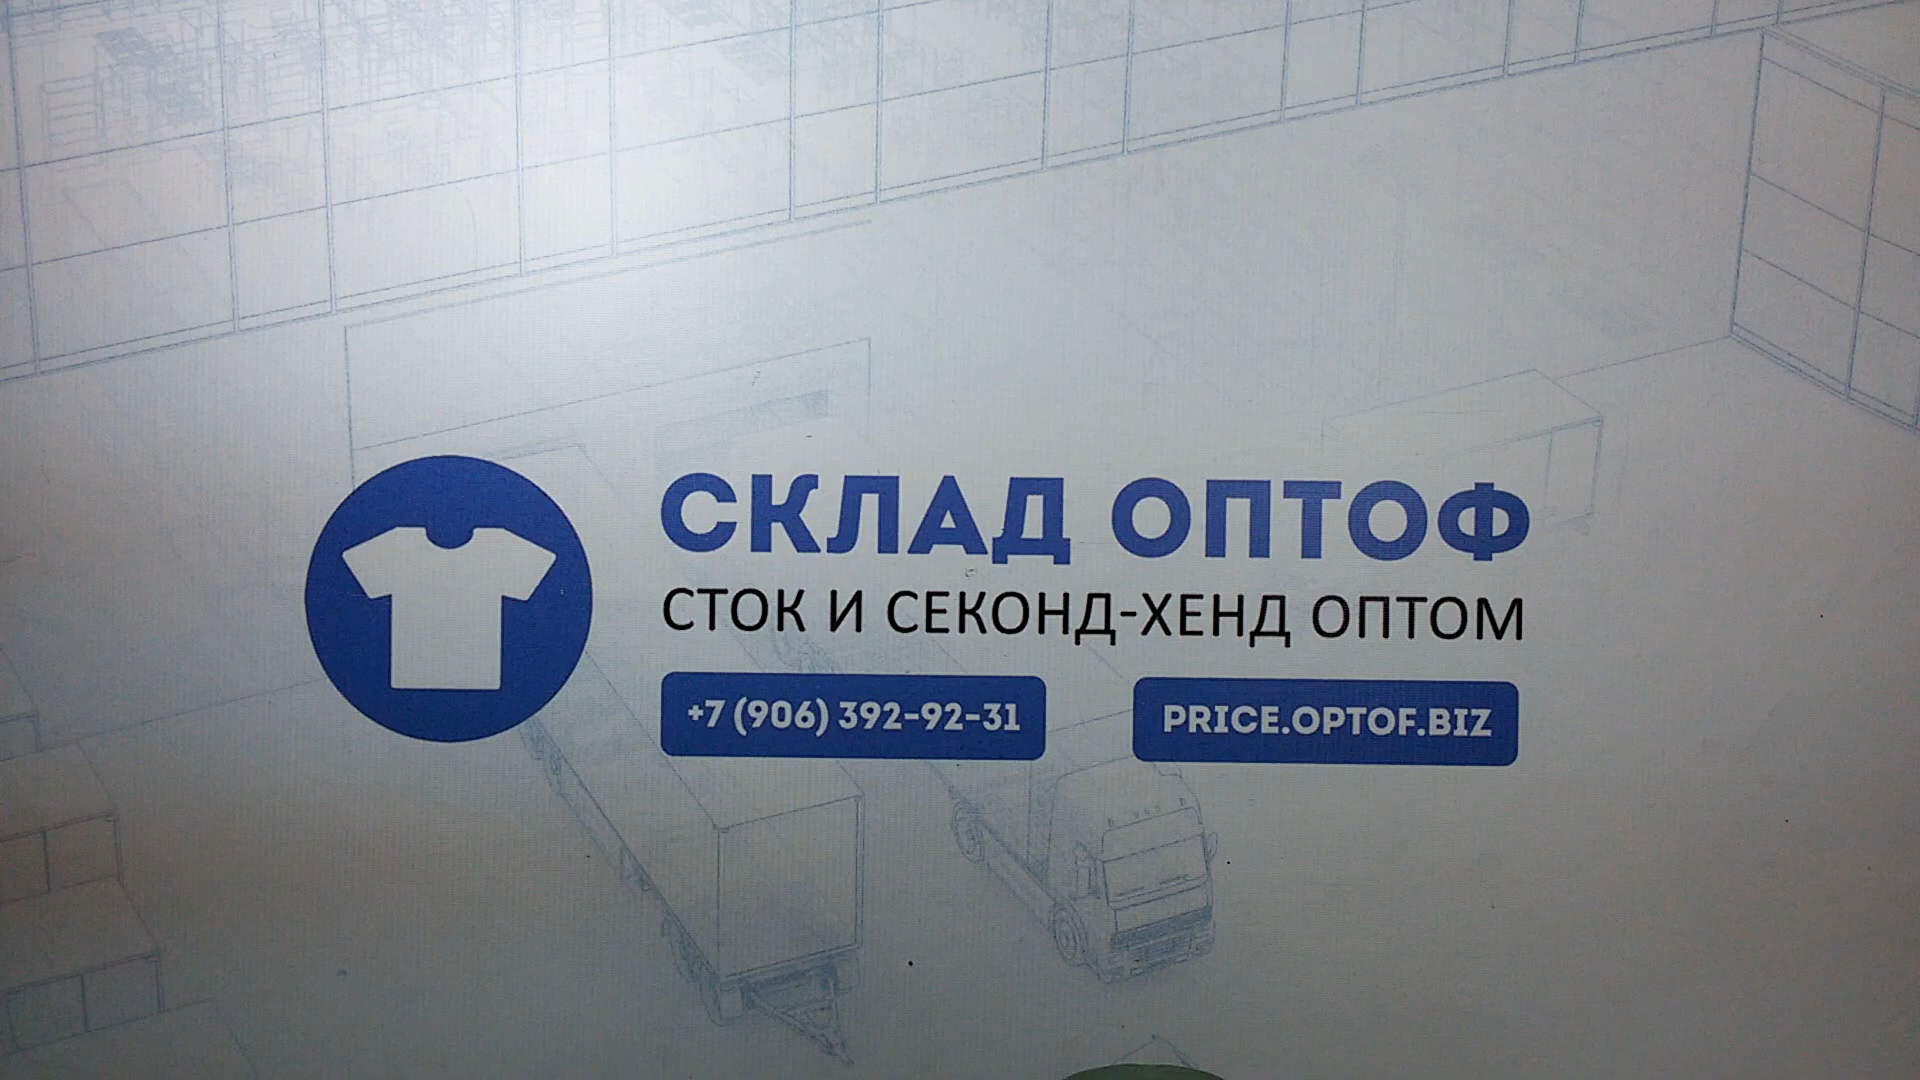 СКЛАД ОПТОФ
СТОК И СЕКОНД-ХЕНД ОПТОМ
+7 (906) 392-92-31
PRICE.OPTOF.BIZ